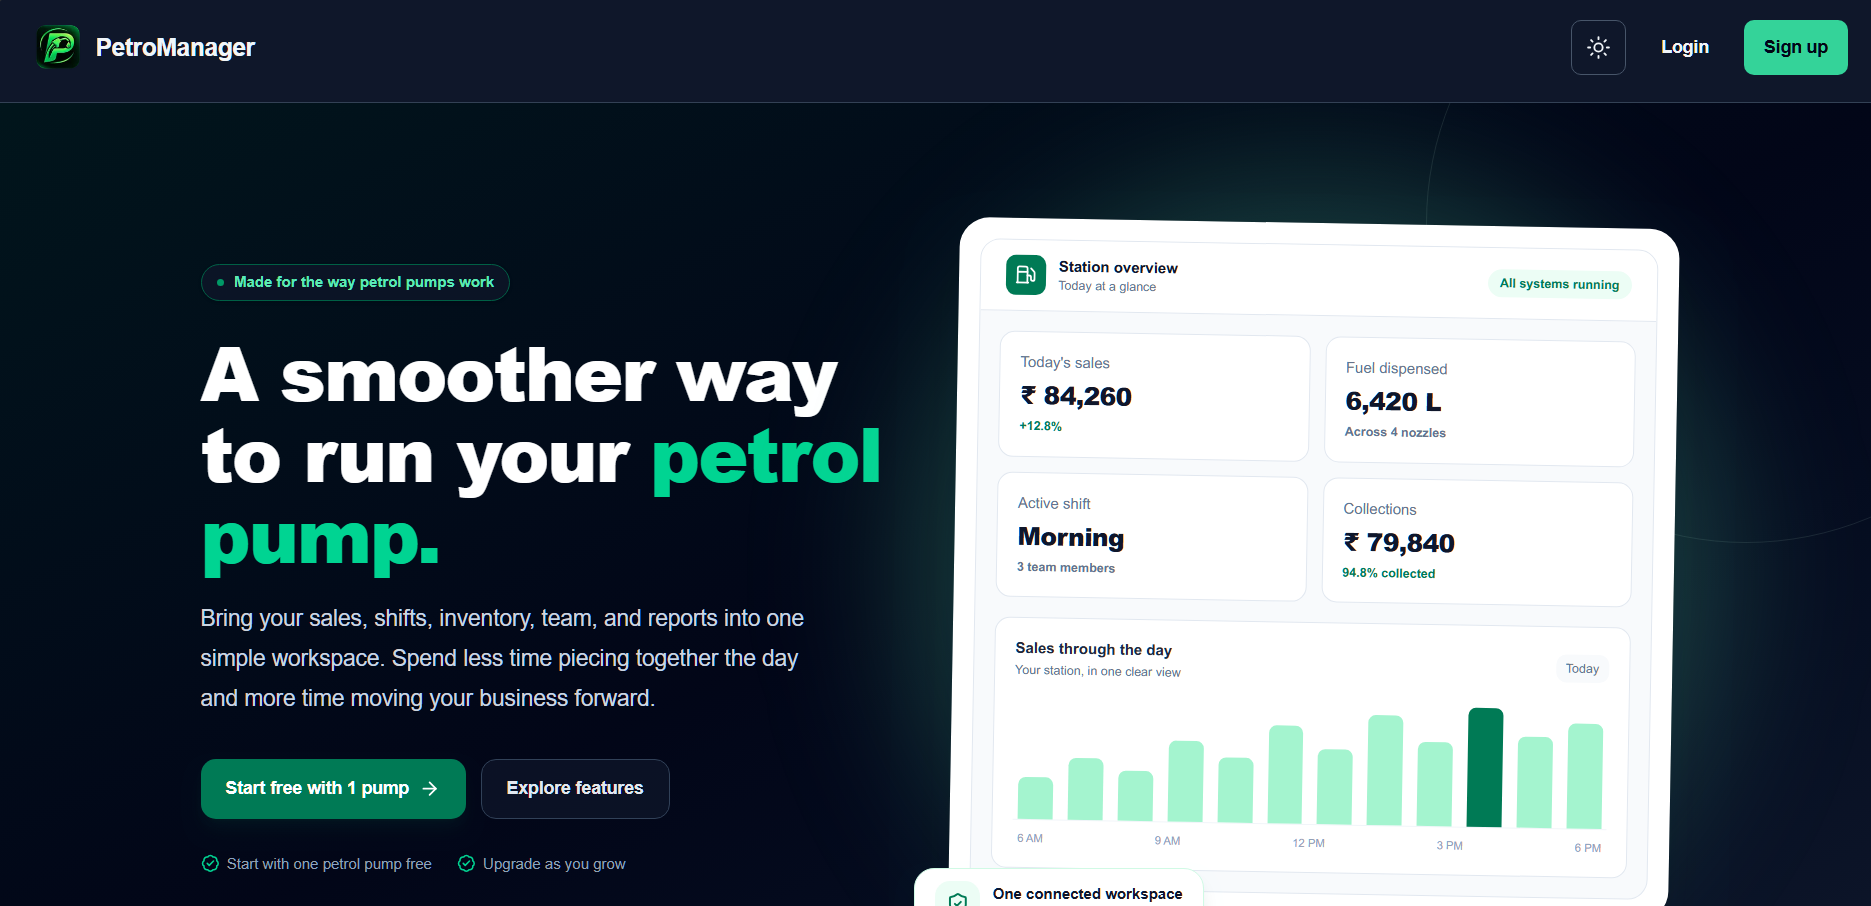 PetroManager
Login
Sign up
Made for the way petrol pumps work
A smoother way
to run your petrol
pump.
Bring your sales, shifts, inventory, team, and reports into one
simple workspace. Spend less time piecing together the day
and more time moving your business forward.
Start free with 1 pump
Explore features
Start with one petrol pump free
Upgrade as you grow
Station overview
Today at a glance
All systems running
Today's sales
₹ 84,260
+12.8%
Fuel dispensed
6,420 L
Across 4 nozzles
Active shift
Morning
3 team members
Collections
₹ 79,840
94.8% collected
Sales through the day
Your station, in one clear view
Today
6 AM
9 AM
12 PM
3 PM
6 PM
One connected workspace